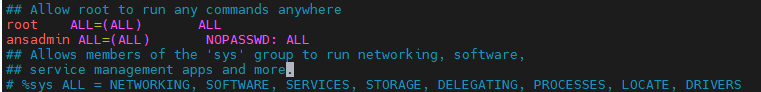 ## Allow root to run any commands anywhere
root    ALL=(ALL)       ALL
ansadmin ALL=(ALL)       NOPASSWD: ALL
## Allows members of the 'sys' group to run networking, software,
## service management apps and more.
# %sys ALL = NETWORKING, SOFTWARE, SERVICES, STORAGE, DELEGATING, PROCESSES, LOCATE, DRIVERS